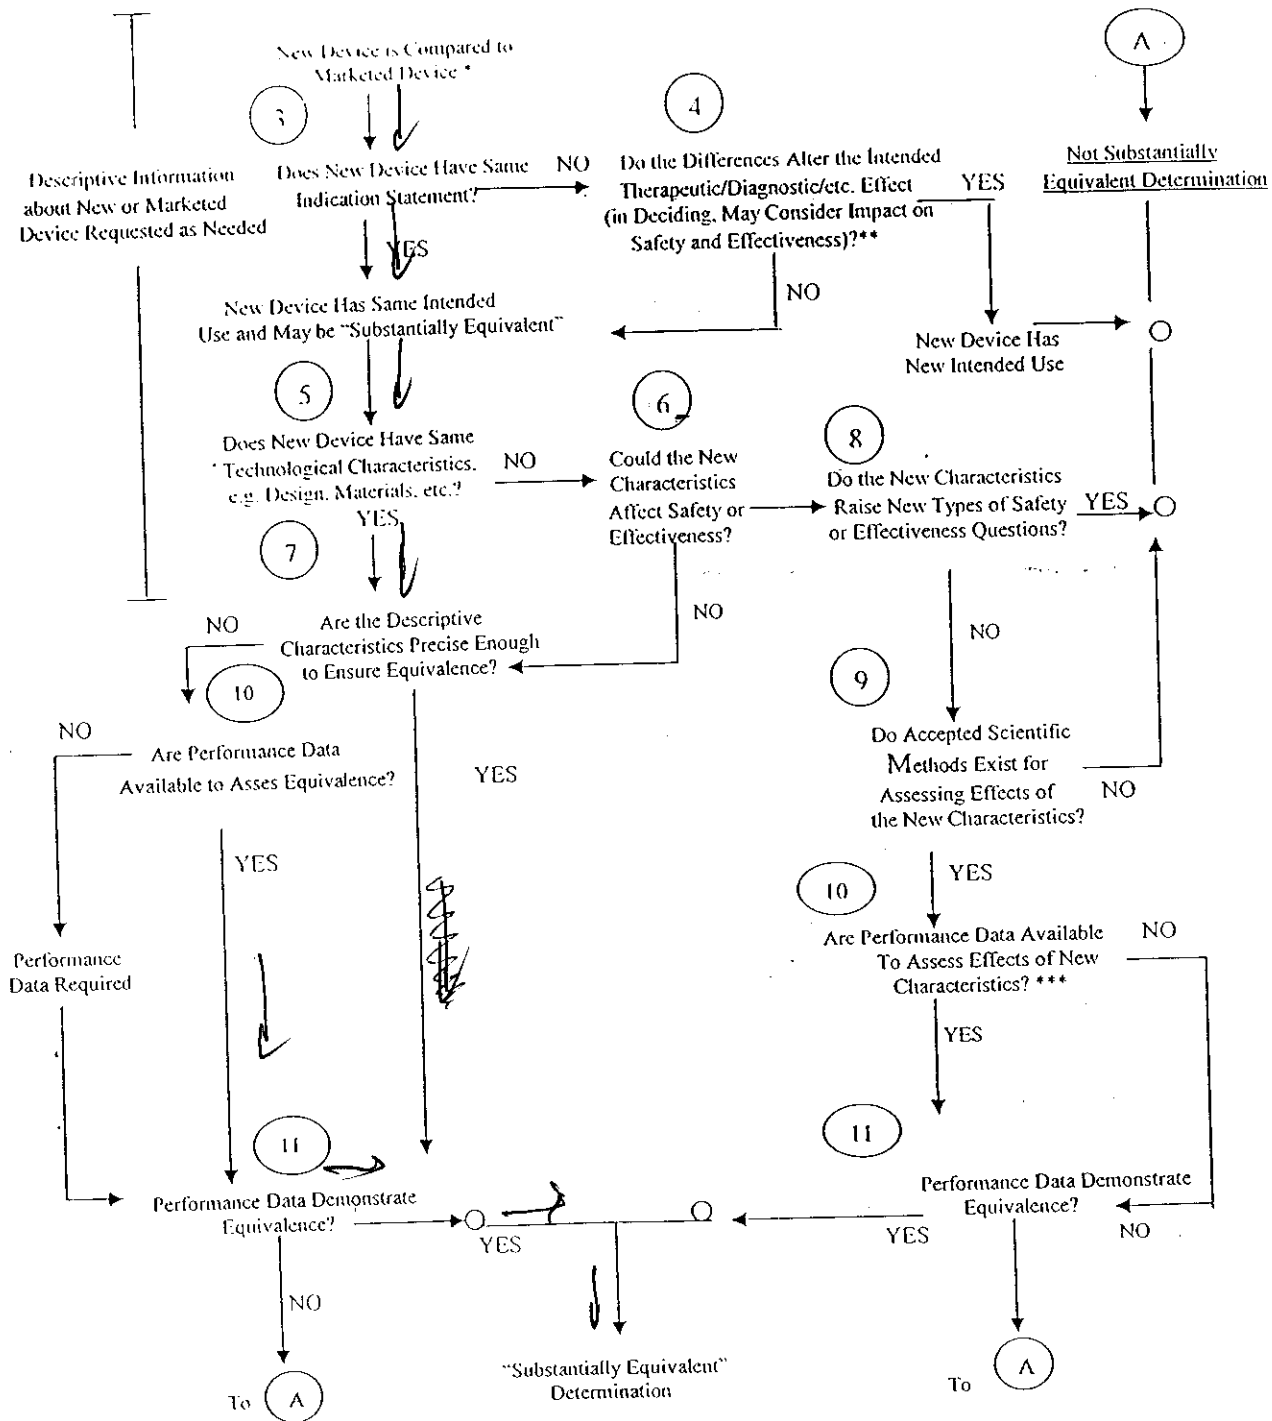 A
New Device is Compared to
Marketed Device *
3
4
Does New Device Have Same
Indication Statement?
NO
Do the Differences Alter the Intended
Therapeutic/Diagnostic/etc. Effect
(in Deciding, May Consider Impact on
Safety and Effectiveness)?**
YES
Not Substantially
Equivalent Determination
Descriptive Information
about New or Marketed
Device Requested as Needed
YES
NO
New Device Has Same Intended
Use and May be "Substantially Equivalent"
New Device Has
New Intended Use
5
6
8
Does New Device Have Same
Technological Characteristics,
e.g. Design, Materials, etc.?
NO
Could the New
Characteristics
Affect Safety or
Effectiveness?
Do the New Characteristics
Raise New Types of Safety
or Effectiveness Questions?
YES
YES
7
NO
Are the Descriptive
Characteristics Precise Enough
to Ensure Equivalence?
NO
NO
10
9
NO
Are Performance Data
Available to Asses Equivalence?
YES
Do Accepted Scientific
Methods Exist for
Assessing Effects of
the New Characteristics?
NO
YES
YES
10
Performance
Data Required
Are Performance Data Available
To Assess Effects of New
Characteristics? ***
NO
YES
11
11
Performance Data Demonstrate
Equivalence?
YES
Performance Data Demonstrate
Equivalence?
YES
NO
NO
To A
"Substantially Equivalent"
Determination
To A